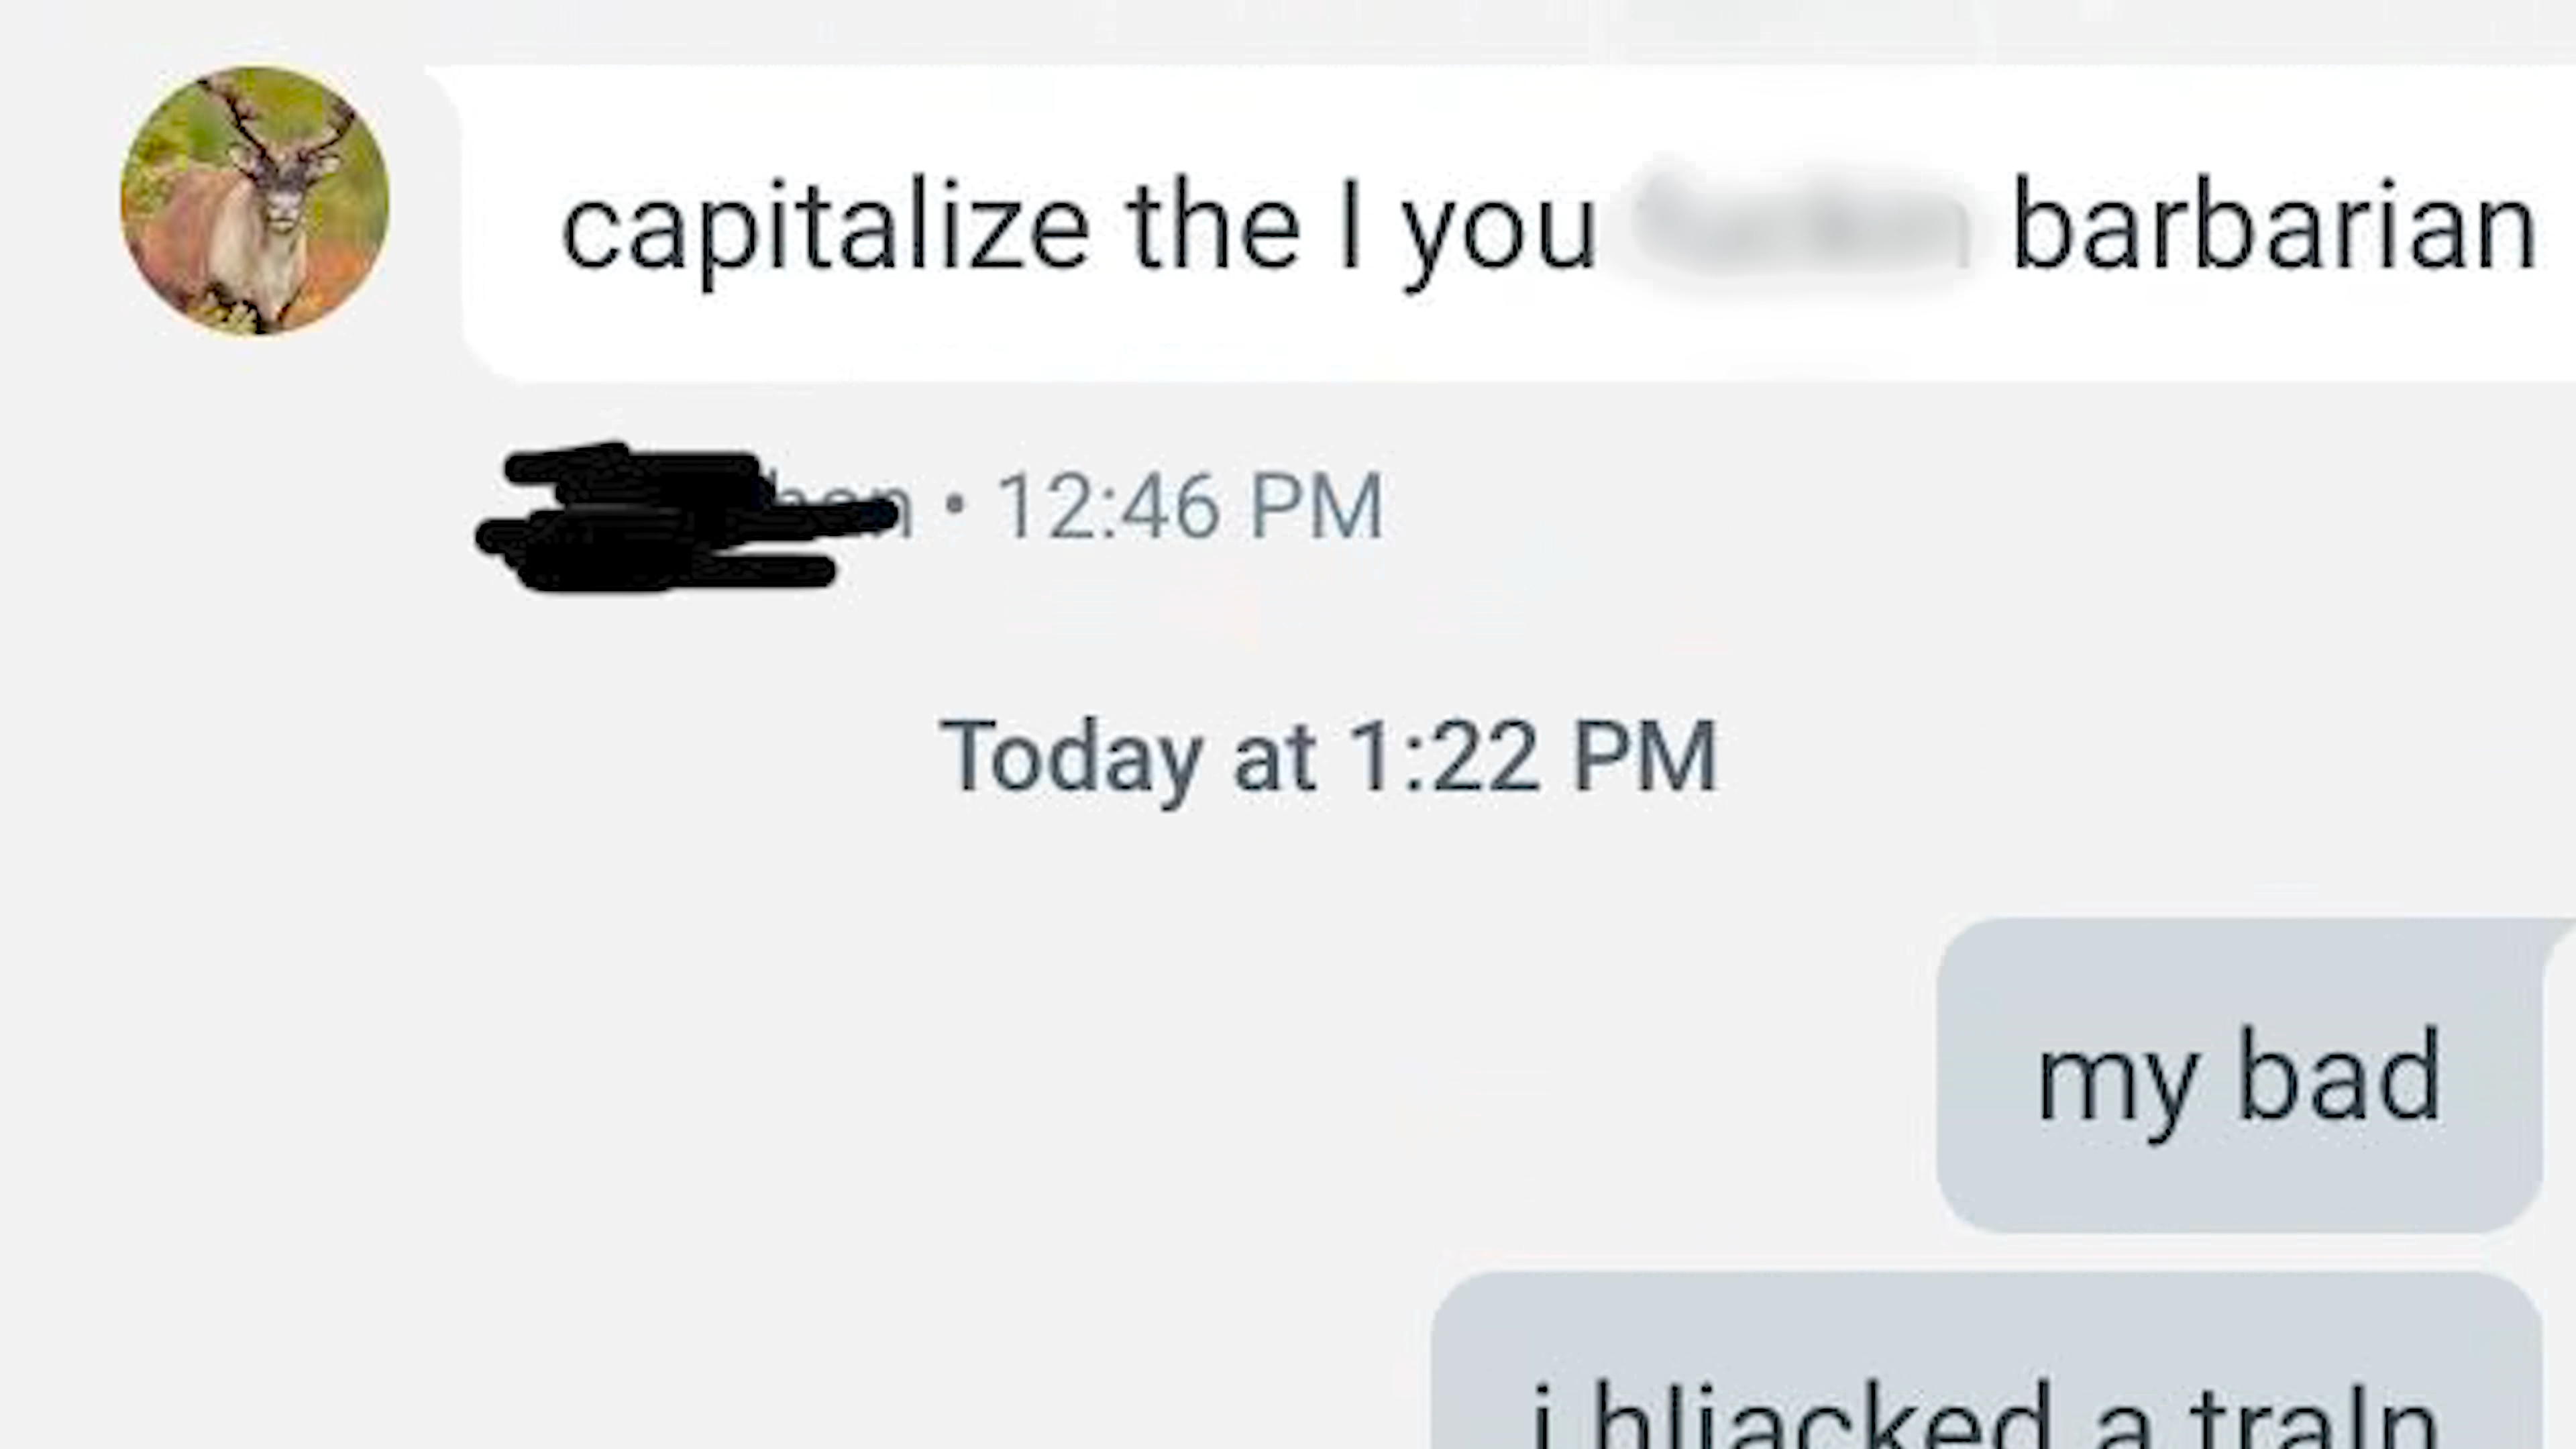 capitalize the I you barbarian
• 12:46 PM
Today at 1:22 PM
my bad
i hIjacked a traIn